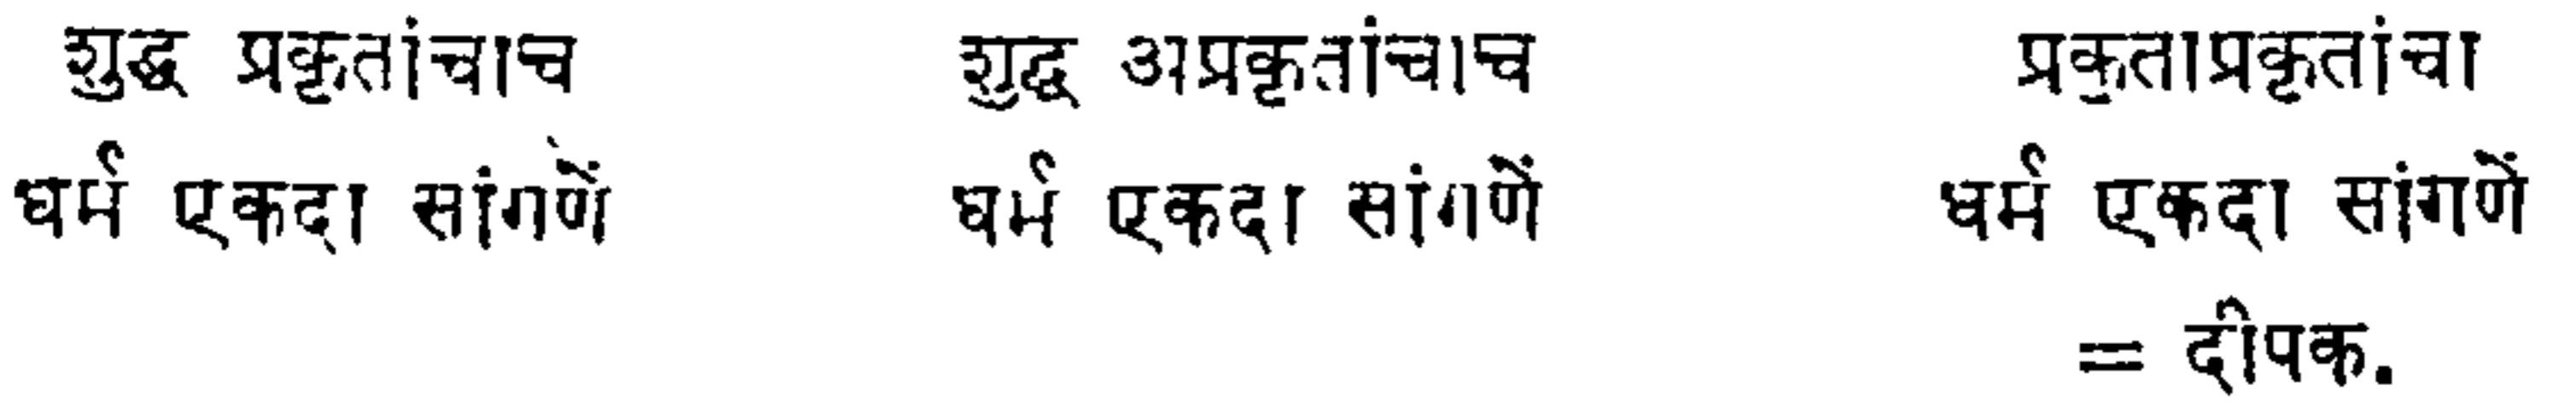 शुद्ध प्रकृतांचाच शुद्ध अप्रकृतांचाच प्रकृताप्रकृतांचा
धर्म एकदा सांगणें धर्म एकदा सांगणें धर्म एकदा सांगणें
= दीपक.